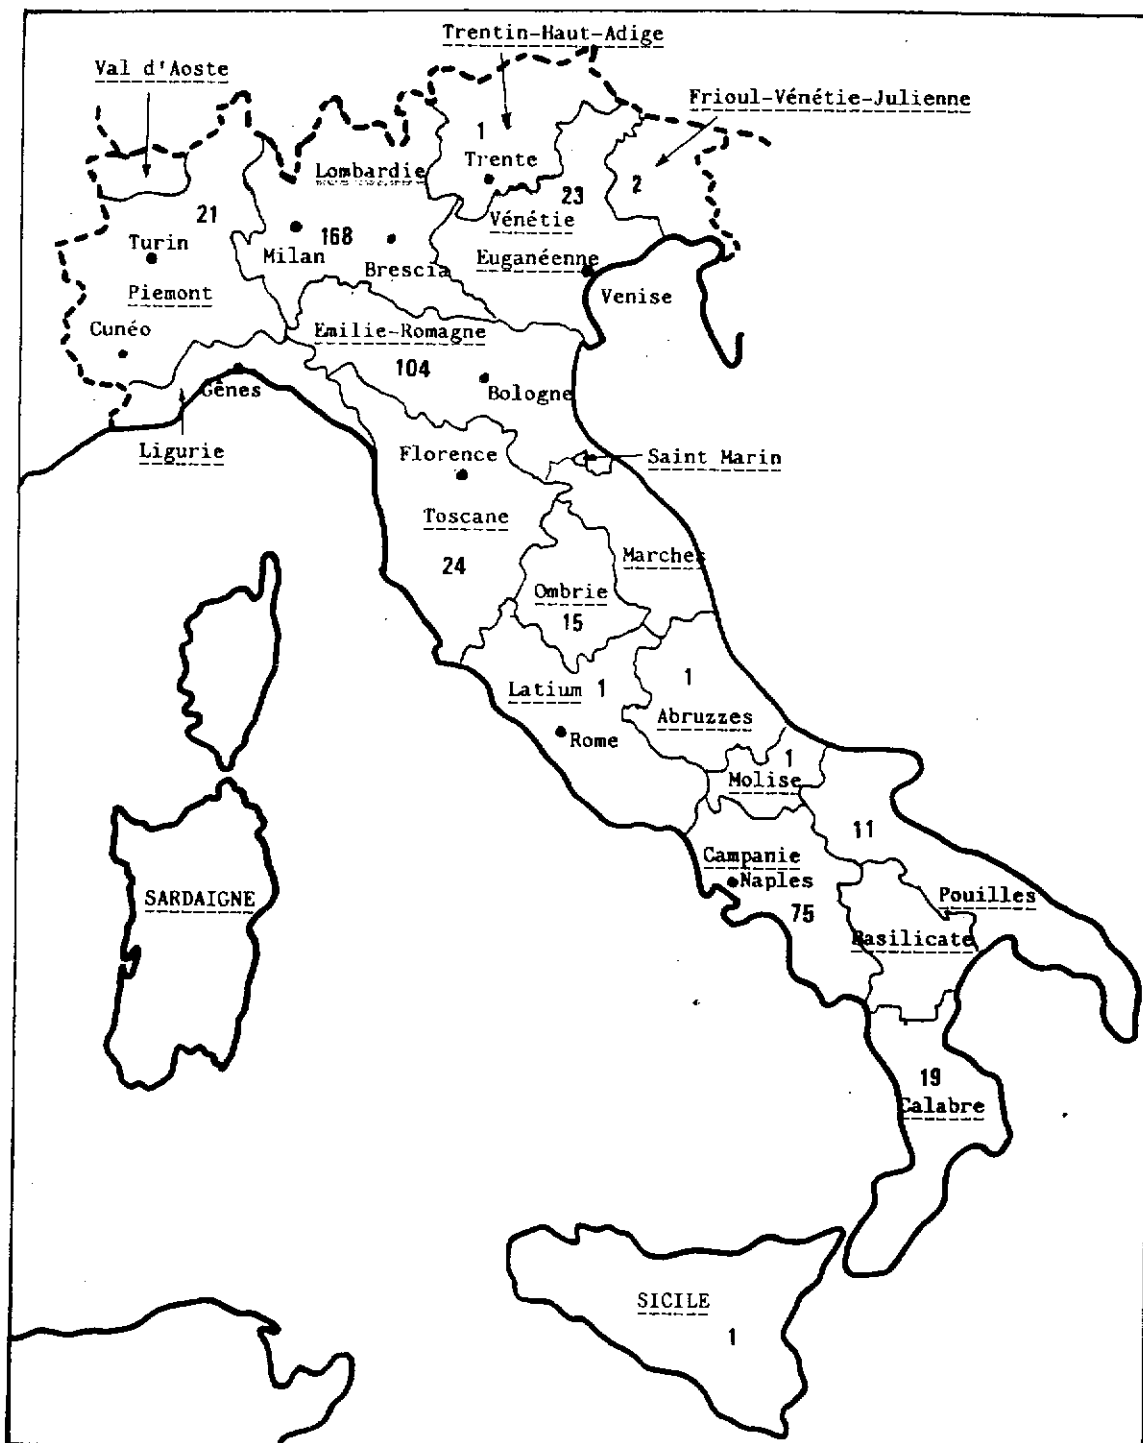 Trentin-Haut-Adige
Val d'Aoste
Frioul-Vénétie-Julienne
1
Trente
Lombardie
23
2
21
Vénétie
168
Turin
Milan
Brescia
Euganéenne
Piemont
Venise
Cunéo
Emilie-Romagne
104
Gênes
Bologne
Ligurie
Florence
Saint Marin
Toscane
24
Marches
Ombrie
15
Latium 1
1
Abruzzes
Rome
1
Molise
11
Campanie
Naples
75
SARDAIGNE
Pouilles
Basilicate
19
Calabre
SICILE
1